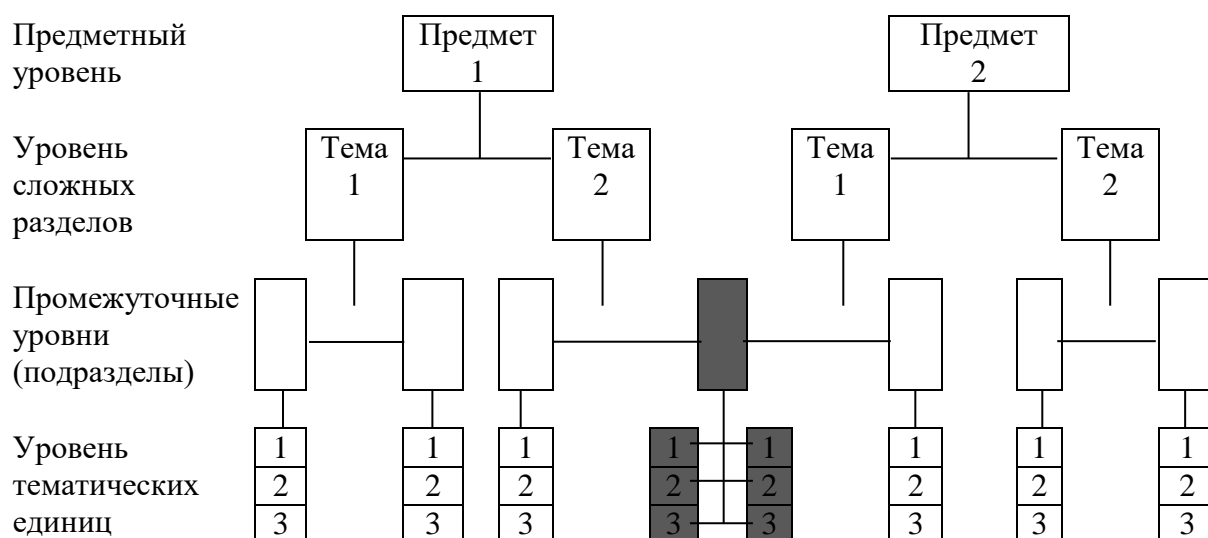 Предметный
уровень
Предмет
1
Предмет
2
Уровень
сложных
разделов
Тема
1
Тема
2
Тема
1
Тема
2
Промежуточные
уровни
(подразделы)
Уровень
тематических
единиц
1 1 1 1 1 1 1 1
2 2 2 2 2 2 2 2
3 3 3 3 3 3 3 3